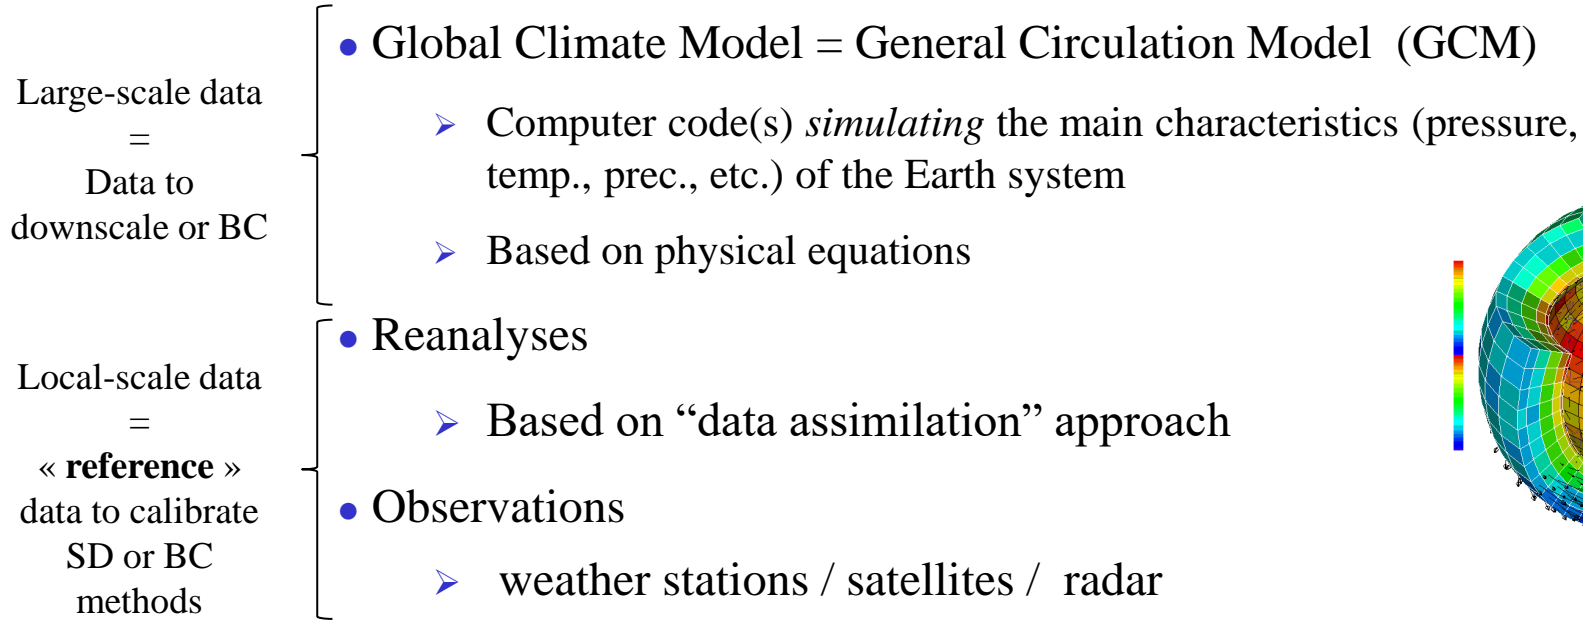 Large-scale data
=
Data to
downscale or BC
• Global Climate Model = General Circulation Model (GCM)
➢ Computer code(s) simulating the main characteristics (pressure,
temp., prec., etc.) of the Earth system
➢ Based on physical equations
Local-scale data
=
« reference »
data to calibrate
SD or BC
methods
• Reanalyses
➢ Based on “data assimilation” approach
• Observations
➢ weather stations / satellites / radar